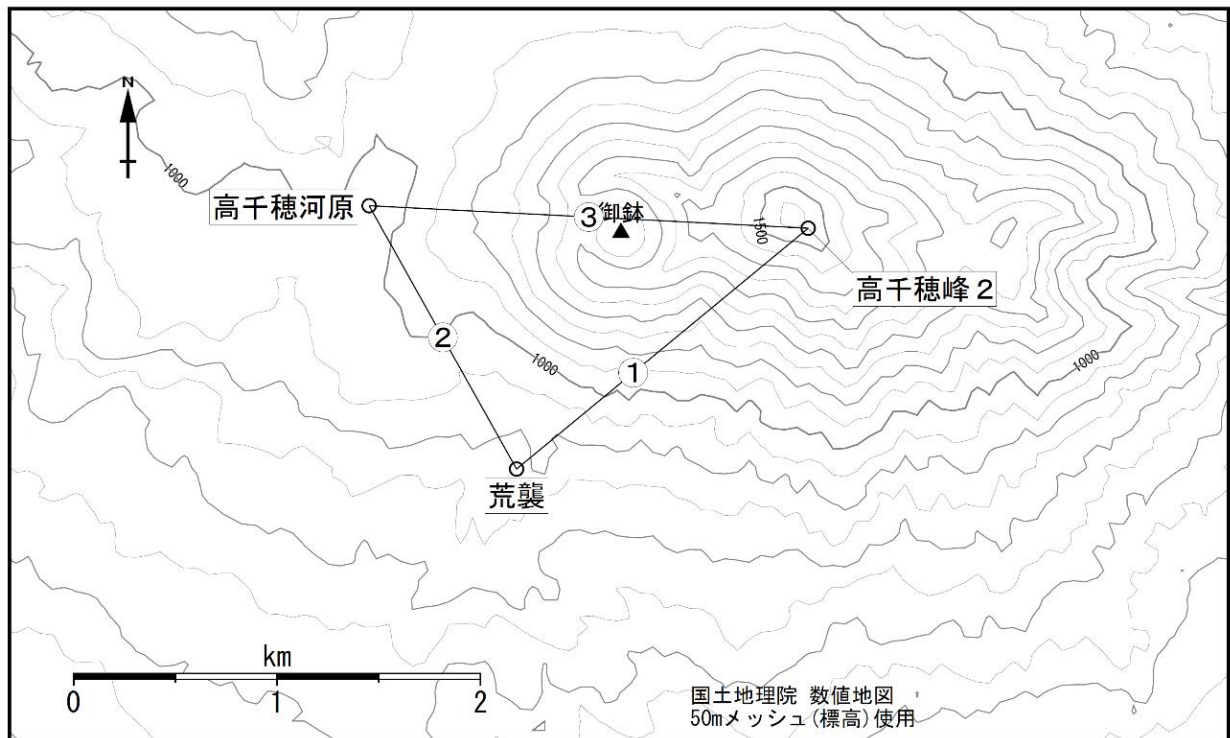 N
1000
高千穂河原
③
御鉢
1500
高千穂峰2
②
1000
①
1000
荒襲
km
0 1 2
国土地理院 数値地図
50mメッシュ(標高)使用